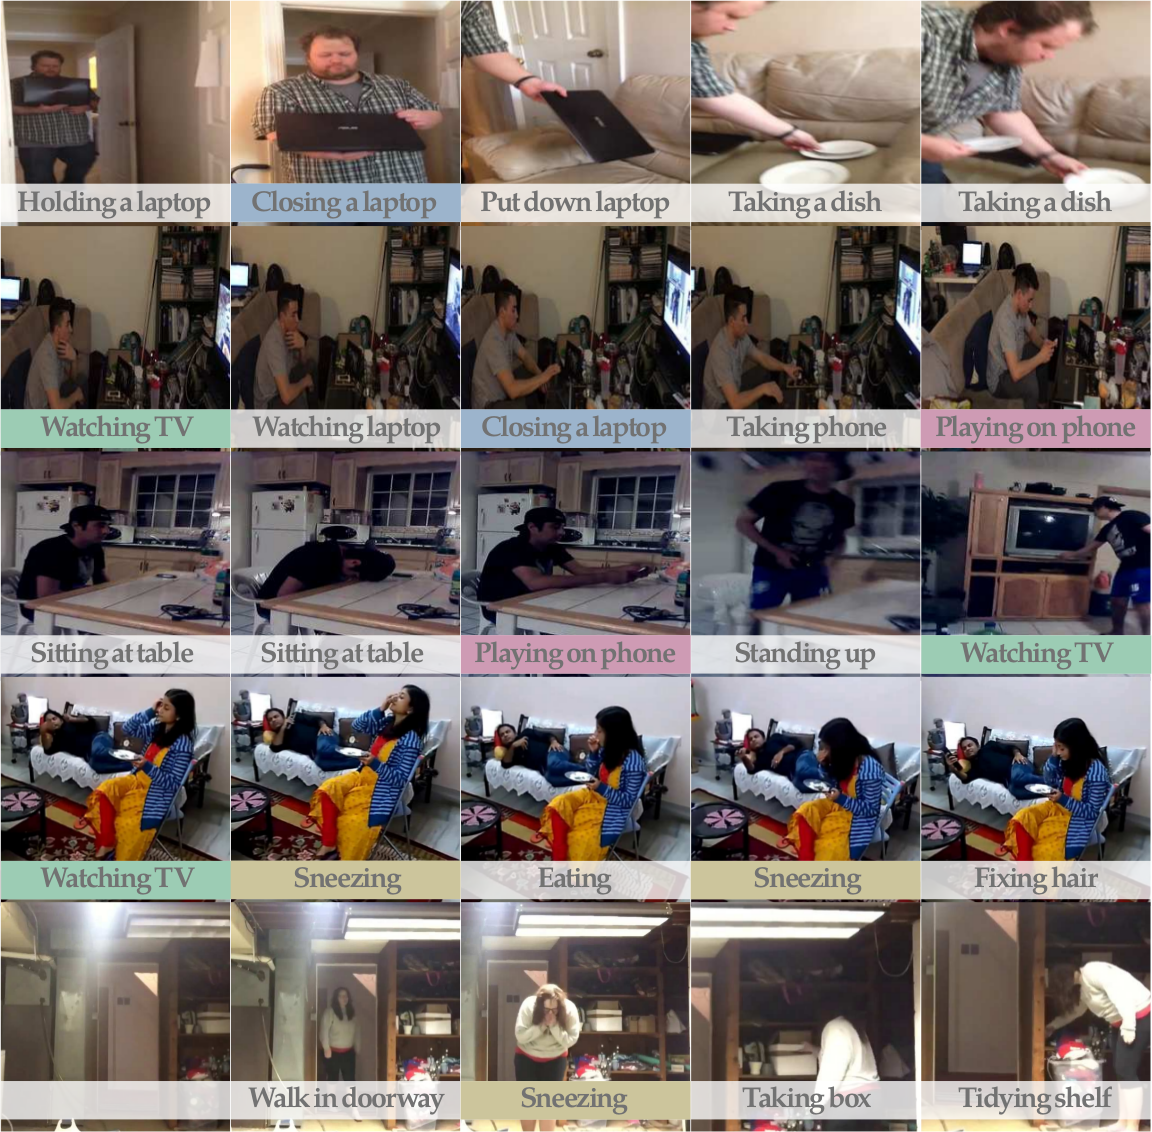 ASUS
Holding a laptop
Closing a laptop
Put down laptop
Taking a dish
Taking a dish
Watching TV
Watching laptop
Closing a laptop
Taking phone
Playing on phone
Sitting at table
Sitting at table
Playing on phone
Standing up
Watching TV
Watching TV
Sneezing
Eating
Sneezing
Fixing hair
Walk in doorway
Sneezing
Taking box
Tidying shelf